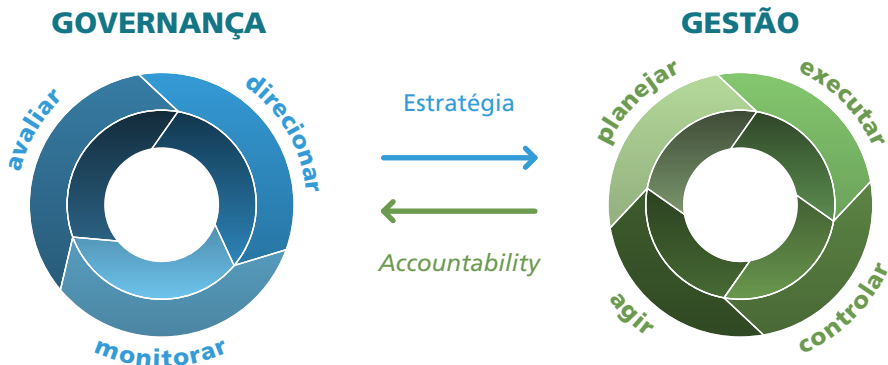 GOVERNANÇA
avaliar
direcionar
monitorar
Estratégia
Accountability
GESTÃO
planejar
executar
controlar
agir